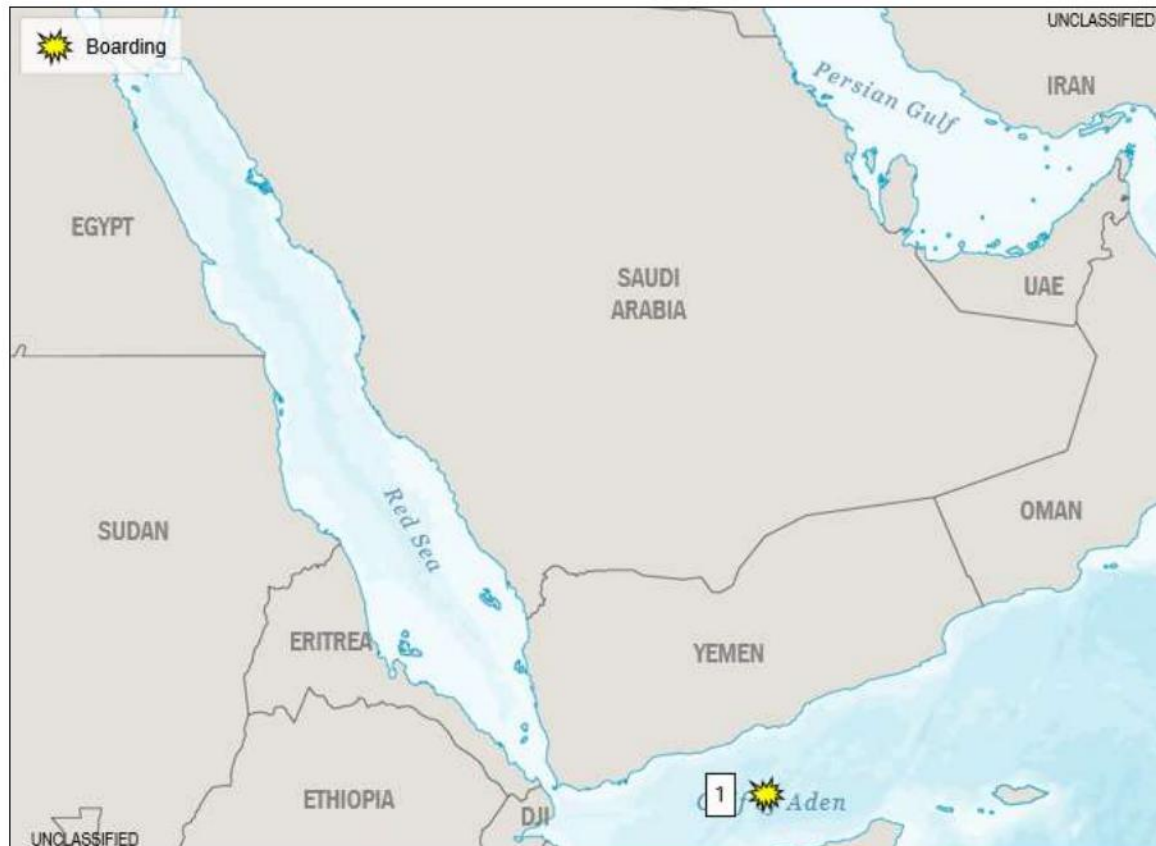 Boarding
UNCLASSIFIED
Persian Gulf
IRAN
EGYPT
SAUDI
ARABIA
UAE
Red Sea
SUDAN
OMAN
ERITREA
YEMEN
1
Aden
ETHIOPIA
DJI
UNCLASSIFIED